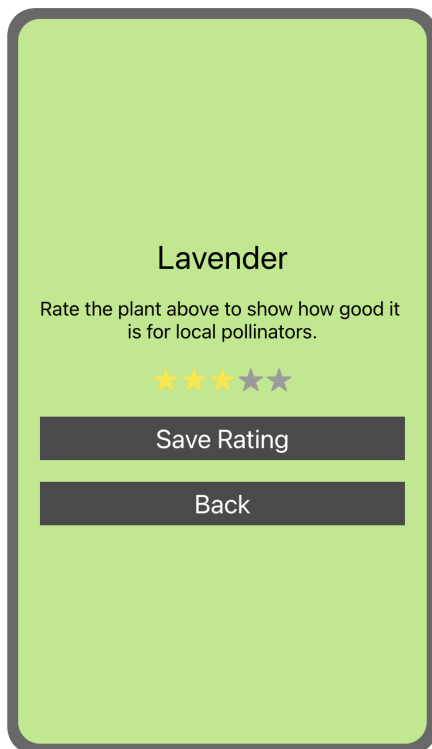 Lavender
Rate the plant above to show how good it
is for local pollinators.
Save Rating
Back